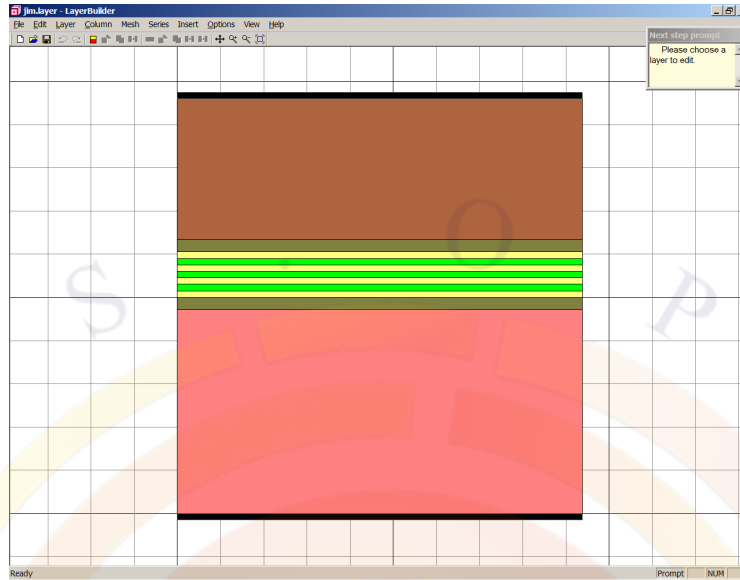 jim.layer - LayerBuilder
File Edit Layer Column Mesh Series Insert Options View Help
Next step prompt
Please choose a
layer to edit.
S . O P
Ready
Prompt NUM